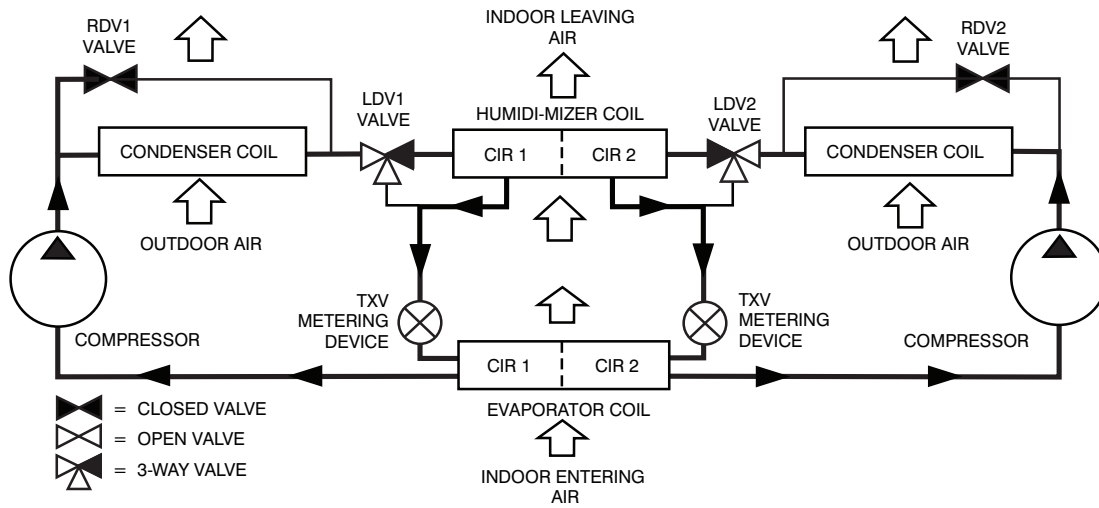 RDV1
VALVE
INDOOR LEAVING
AIR
RDV2
VALVE
LDV1
VALVE
HUMIDI-MIZER COIL
LDV2
VALVE
CONDENSER COIL
CIR 1
CIR 2
CONDENSER COIL
OUTDOOR AIR
OUTDOOR AIR
TXV
METERING
DEVICE
TXV
METERING
DEVICE
COMPRESSOR
COMPRESSOR
CIR 1
CIR 2
EVAPORATOR COIL
INDOOR ENTERING
AIR
= CLOSED VALVE
= OPEN VALVE
= 3-WAY VALVE